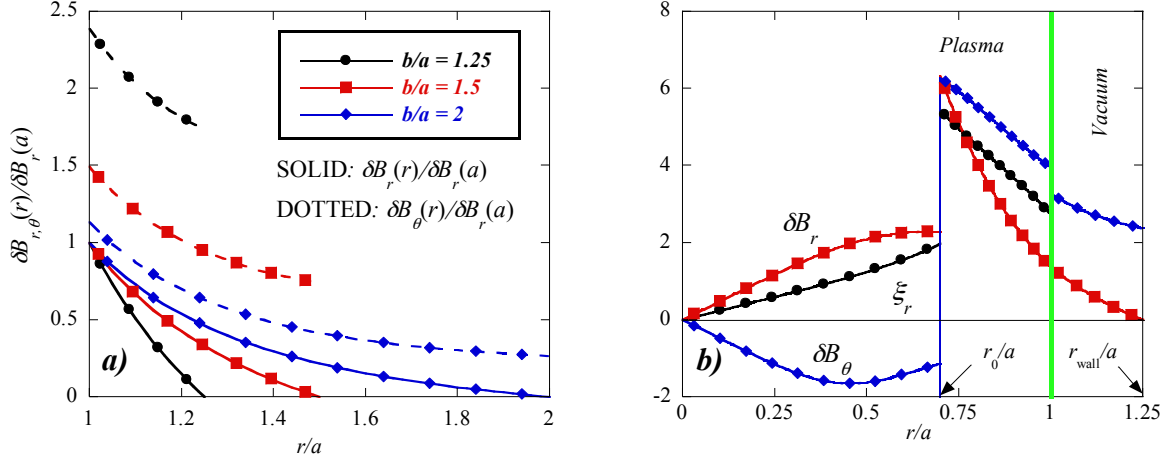 2.5
2
1.5
1
0.5
0
1
1.2
1.4
1.6
1.8
2
r/a
δB_{r,θ}(r)/δB_r(a)
b/a = 1.25
b/a = 1.5
b/a = 2
SOLID: δB_r(r)/δB_r(a)
DOTTED: δB_θ(r)/δB_r(a)
a)
8
6
4
2
0
-2
0
0.25
0.5
0.75
1
1.25
r/a
Plasma
Vacuum
δB_r
ξ_r
δB_θ
r_0/a
r_wall/a
b)